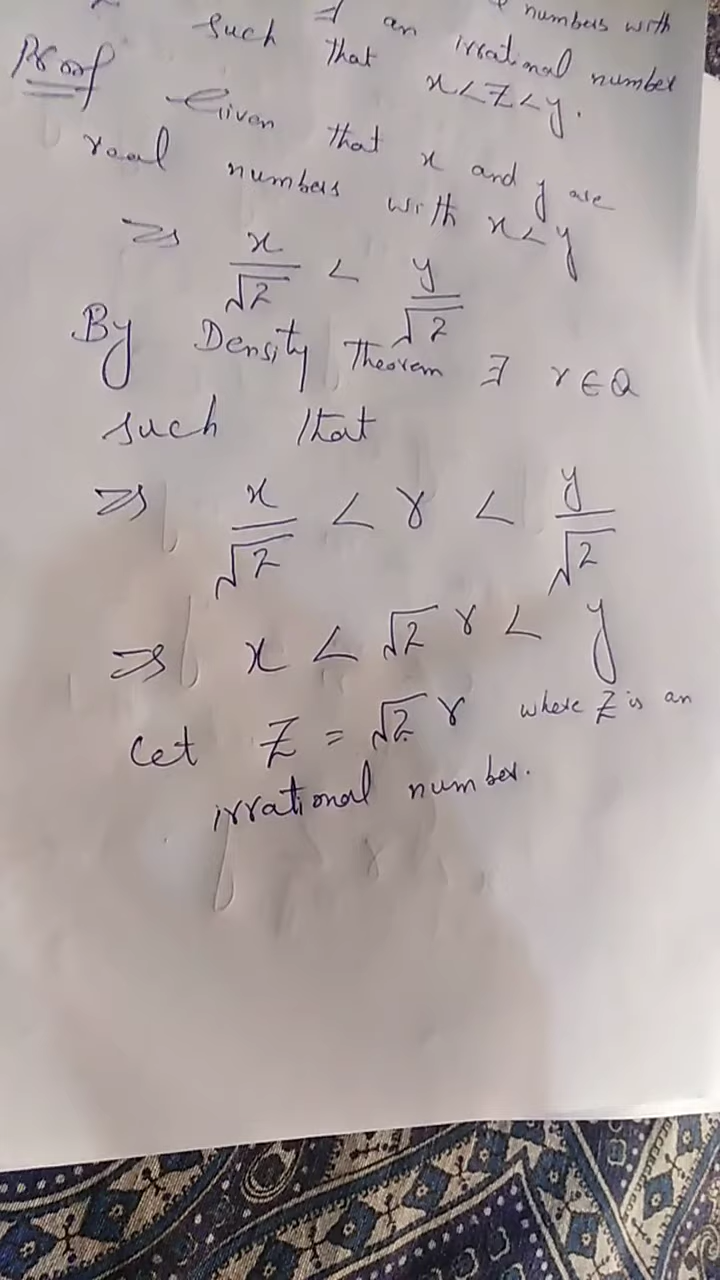 numbers with
such ∃ an irrational number
that x < Z < y.
Proof Given that x and y are
real numbers with x < y
⇒ x/√2 < y/√2
By Density Theorem ∃ r ∈ Q
such that
⇒ x/√2 < r < y/√2
⇒ x < √2 r < y
Let Z = √2 r where Z is an
irrational number.